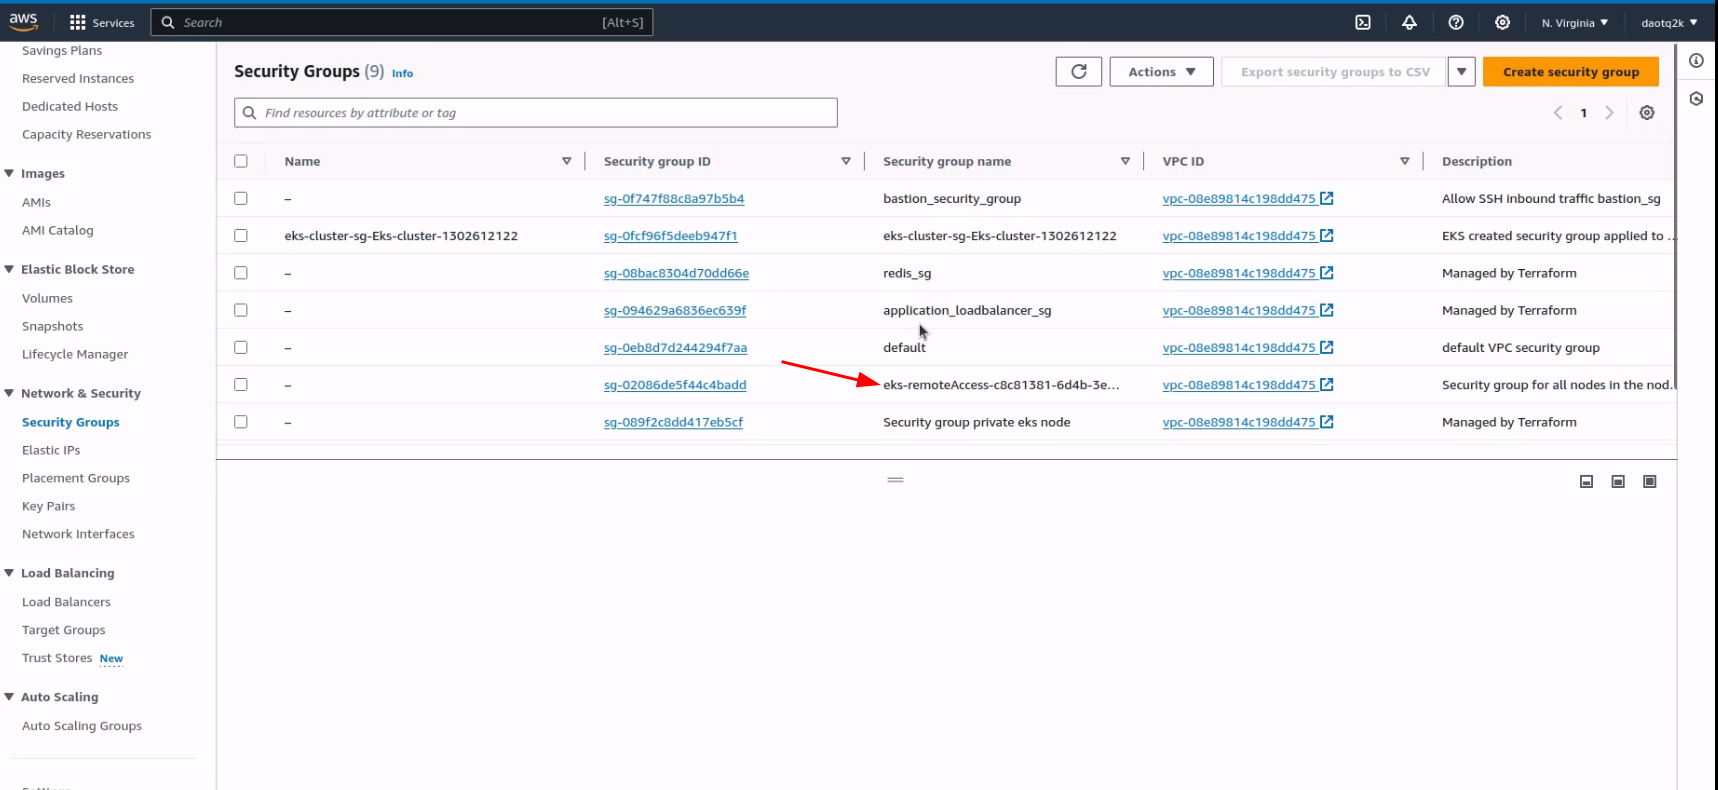 aws Services Search [Alt+S] N. Virginia daotq2k
Savings Plans
Reserved Instances
Dedicated Hosts
Capacity Reservations
Images
AMIs
AMI Catalog
Elastic Block Store
Volumes
Snapshots
Lifecycle Manager
Network & Security
Security Groups
Elastic IPs
Placement Groups
Key Pairs
Network Interfaces
Load Balancing
Load Balancers
Target Groups
Trust Stores New
Auto Scaling
Auto Scaling Groups
Security Groups (9) Info Actions Export security groups to CSV Create security group
Find resources by attribute or tag 1
Name Security group ID Security group name VPC ID Description
– sg-0f747f88c8a97b5b4 bastion_security_group vpc-08e89814c198dd475 Allow SSH inbound traffic bastion_sg
eks-cluster-sg-Eks-cluster-1302612122 sg-0fcf96f5deeb947f1 eks-cluster-sg-Eks-cluster-1302612122 vpc-08e89814c198dd475 EKS created security group applied to ...
– sg-08bac8304d70dd66e redis_sg vpc-08e89814c198dd475 Managed by Terraform
– sg-094629a6836ec639f application_loadbalancer_sg vpc-08e89814c198dd475 Managed by Terraform
– sg-0eb8d7d244294f7aa default vpc-08e89814c198dd475 default VPC security group
– sg-02086de5f44c4badd eks-remoteAccess-c8c81381-6d4b-3e... vpc-08e89814c198dd475 Security group for all nodes in the nod...
– sg-089f2c8dd417eb5cf Security group private eks node vpc-08e89814c198dd475 Managed by Terraform